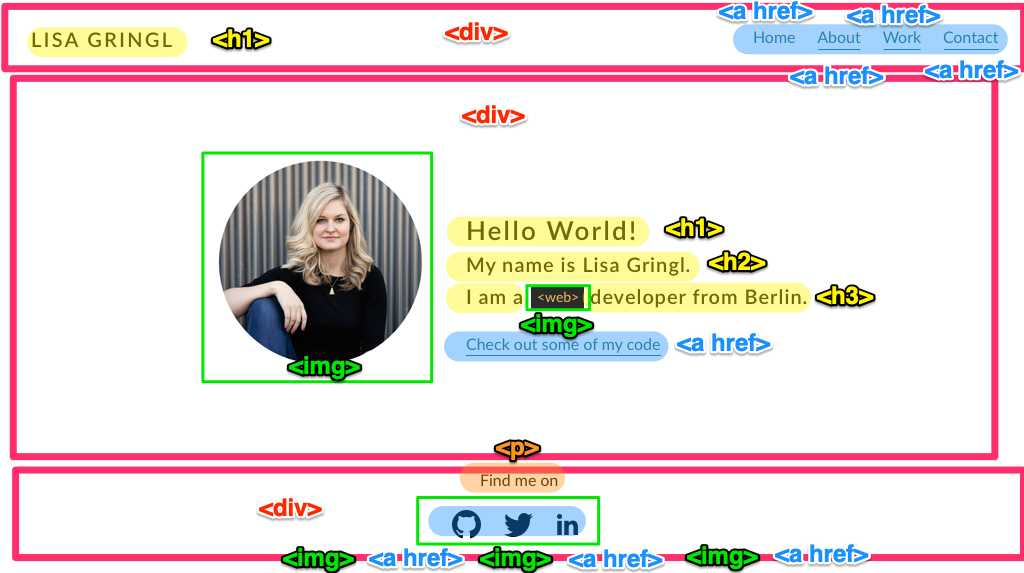 <a href> <a href>
LISA GRINGL <h1> <div> Home About Work Contact
<a href> <a href>
<div>
Hello World! <h1>
My name is Lisa Gringl. <h2>
I am a <web> developer from Berlin. <h3>
<img>
Check out some of my code <a href>
<img>
<p>
Find me on
<div>
in
<img> <a href> <img> <a href> <img> <a href>